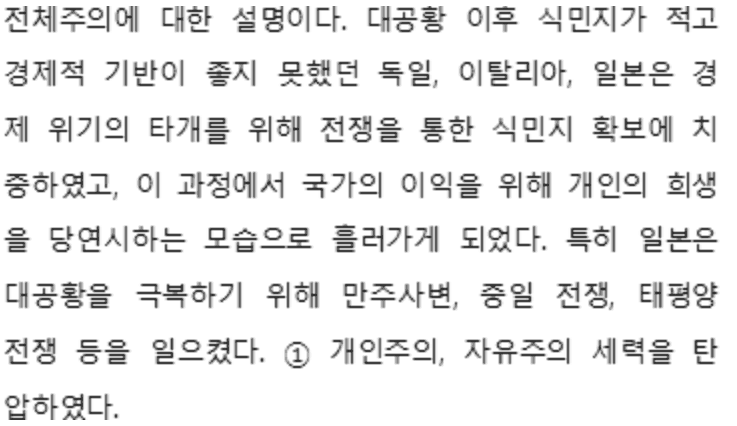 전체주의에 대한 설명이다. 대공황 이후 식민지가 적고
경제적 기반이 좋지 못했던 독일, 이탈리아, 일본은 경
제 위기의 타개를 위해 전쟁을 통한 식민지 확보에 치
중하였고, 이 과정에서 국가의 이익을 위해 개인의 희생
을 당연시하는 모습으로 흘러가게 되었다. 특히 일본은
대공황을 극복하기 위해 만주사변, 중일 전쟁, 태평양
전쟁 등을 일으켰다. ① 개인주의, 자유주의 세력을 탄
압하였다.